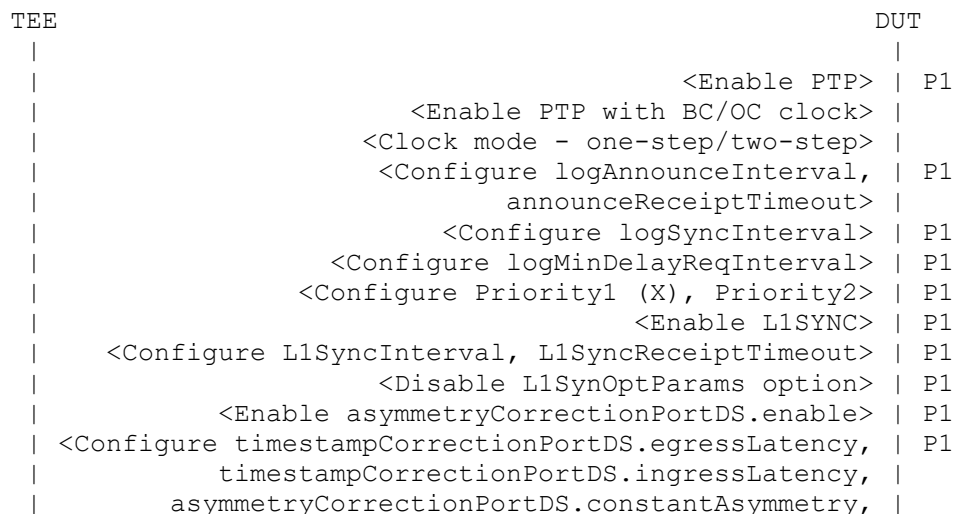 TEE                                                  DUT
 |                                                    |
 |                                       <Enable PTP> | P1
 |                       <Enable PTP with BC/OC clock> |
 |                    <Clock mode - one-step/two-step> |
 |                     <Configure logAnnounceInterval, | P1
 |                             announceReceiptTimeout> |
 |                         <Configure logSyncInterval> | P1
 |                  <Configure logMinDelayReqInterval> | P1
 |                <Configure Priority1 (X), Priority2> | P1
 |                                     <Enable L1SYNC> | P1
 |    <Configure L1SyncInterval, L1SyncReceiptTimeout> | P1
 |                     <Disable L1SynOptParams option> | P1
 |           <Enable asymmetryCorrectionPortDS.enable> | P1
 | <Configure timestampCorrectionPortDS.egressLatency, | P1
 |           timestampCorrectionPortDS.ingressLatency, |
 |        asymmetryCorrectionPortDS.constantAsymmetry, |